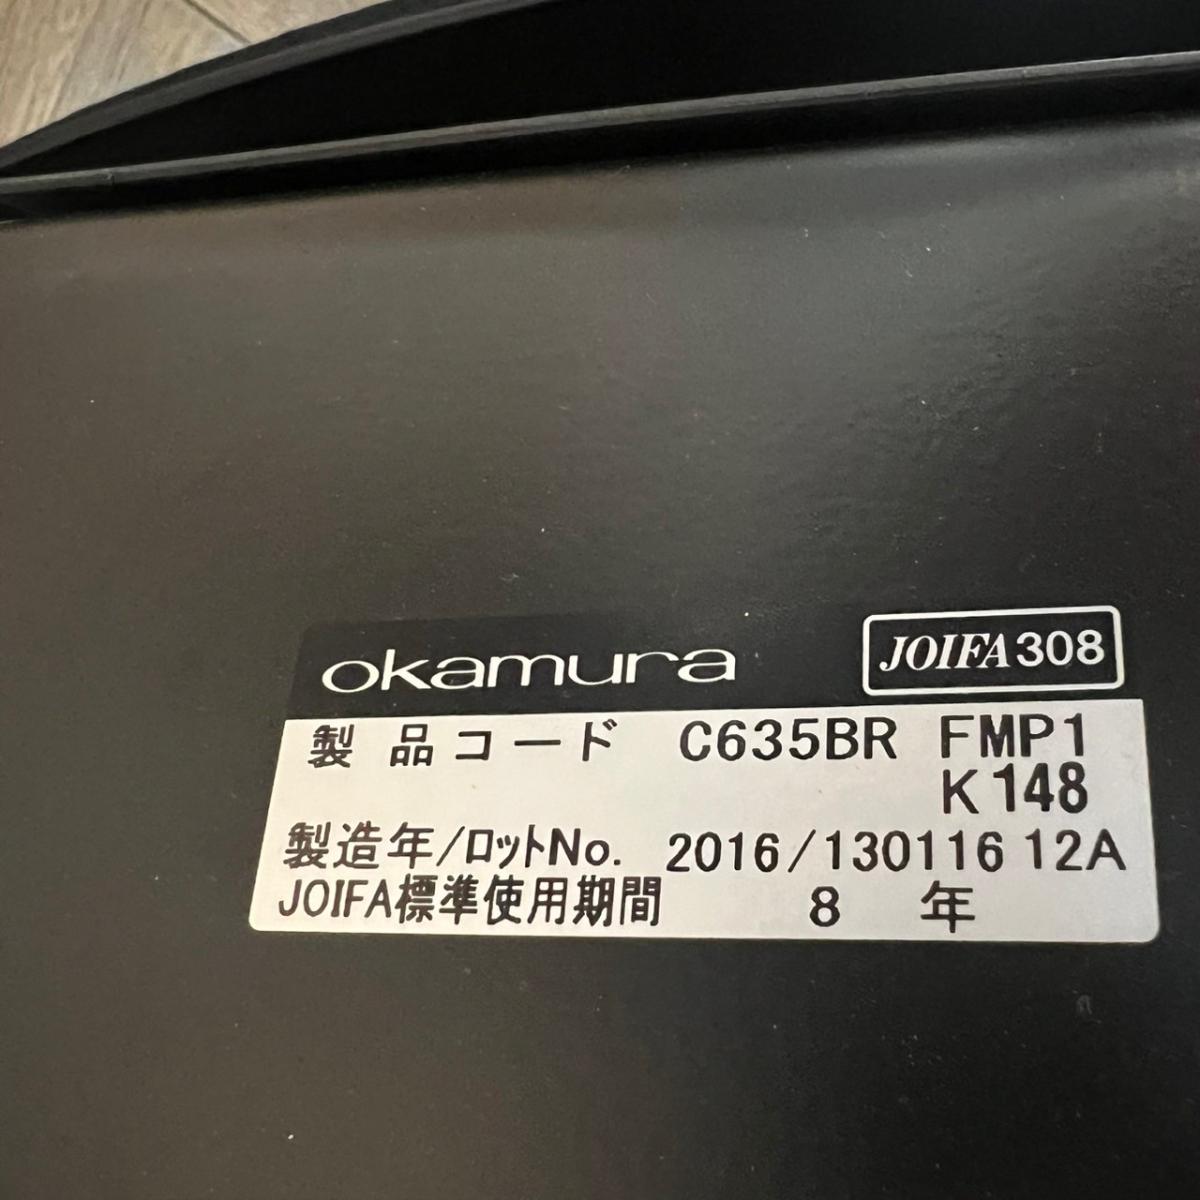 okamura
JOIFA308
製品コード C635BR FMP1
K148
製造年/ロットNo. 2016/130116 12A
JOIFA標準使用期間 8 年